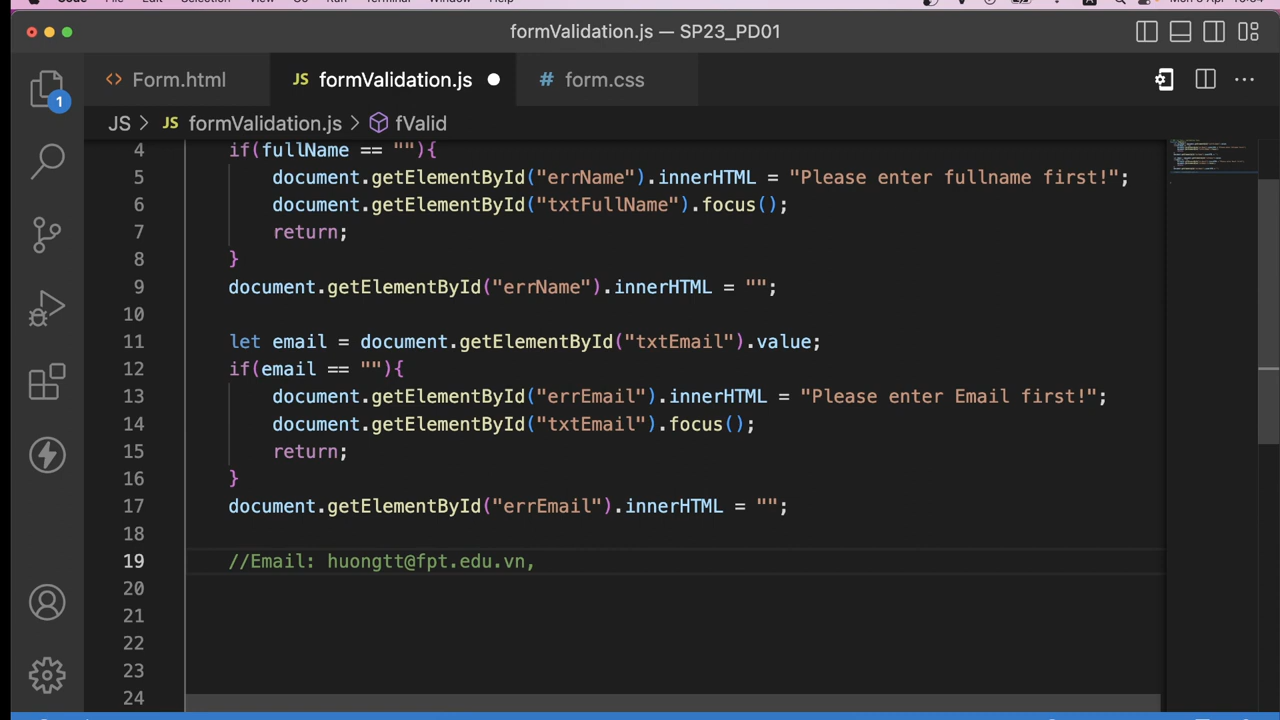 formValidation.js — SP23_PD01
<> Form.html JS formValidation.js # form.css
1
JS > JS formValidation.js > fValid
4 if(fullName == ""){
5 document.getElementById("errName").innerHTML = "Please enter fullname first!";
6 document.getElementById("txtFullName").focus();
7 return;
8 }
9 document.getElementById("errName").innerHTML = "";
10
11 let email = document.getElementById("txtEmail").value;
12 if(email == ""){
13 document.getElementById("errEmail").innerHTML = "Please enter Email first!";
14 document.getElementById("txtEmail").focus();
15 return;
16 }
17 document.getElementById("errEmail").innerHTML = "";
18
19 //Email: huongtt@fpt.edu.vn,
20
21
22
23
24